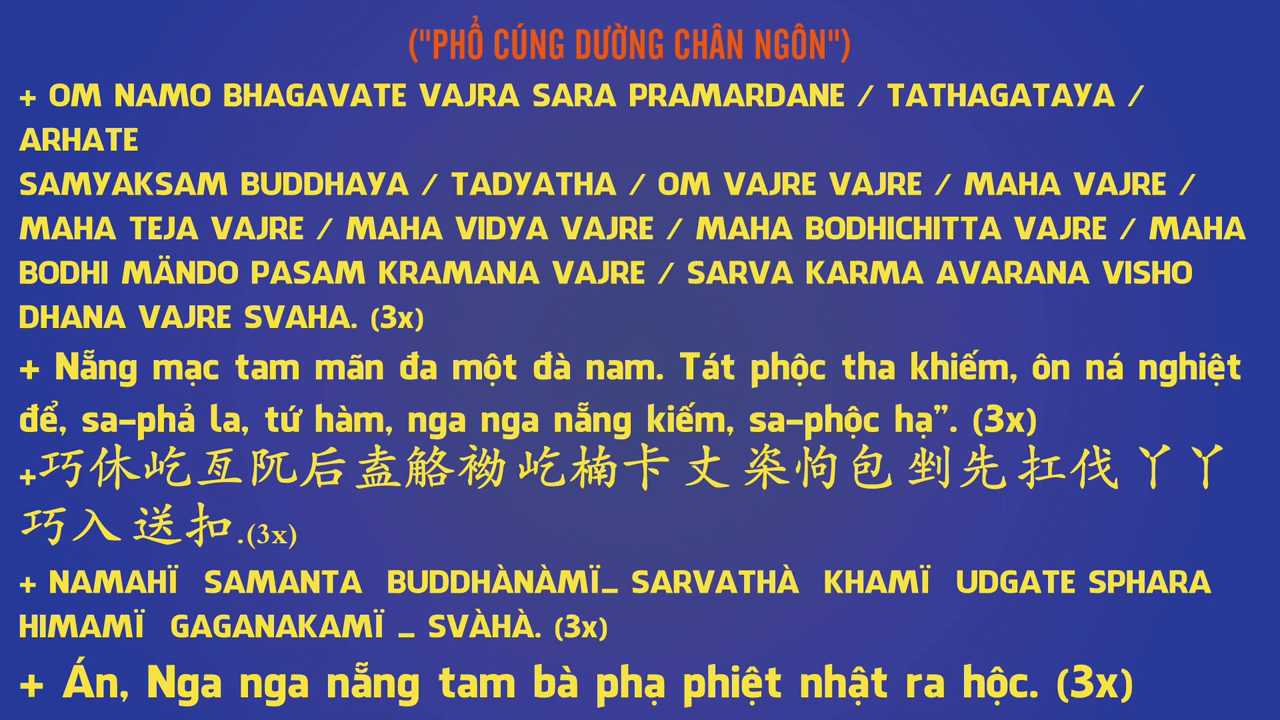 ("PHỔ CÚNG DƯỜNG CHÂN NGÔN")
+ OM NAMO BHAGAVATE VAJRA SARA PRAMARDANE / TATHAGATAYA /
ARHATE
SAMYAKSAM BUDDHAYA / TADYATHA / OM VAJRE VAJRE / MAHA VAJRE /
MAHA TEJA VAJRE / MAHA VIDYA VAJRE / MAHA BODHICHITTA VAJRE / MAHA
BODHI MÄNDO PASAM KRAMANA VAJRE / SARVA KARMA AVARANA VISHO
DHANA VAJRE SVAHA. (3x)
+ Nẵng mạc tam mãn đa một đà nam. Tát phộc tha khiếm, ôn ná nghiệt
để, sa-phả la, tứ hàm, nga nga nẵng kiếm, sa-phộc hạ”. (3x)
+巧休屹亙阢后盍觡袎屹楠卡丈楶怐包剉先扛伐丫丫
巧入送扣.(3x)
+ NAMAHÏ SAMANTA BUDDHÀNÀMÏ_ SARVATHÀ KHAMÏ UDGATE SPHARA
HIMAMÏ GAGANAKAMÏ _ SVÀHÀ. (3x)
+ Án, Nga nga nẵng tam bà phạ phiệt nhật ra hộc. (3x)